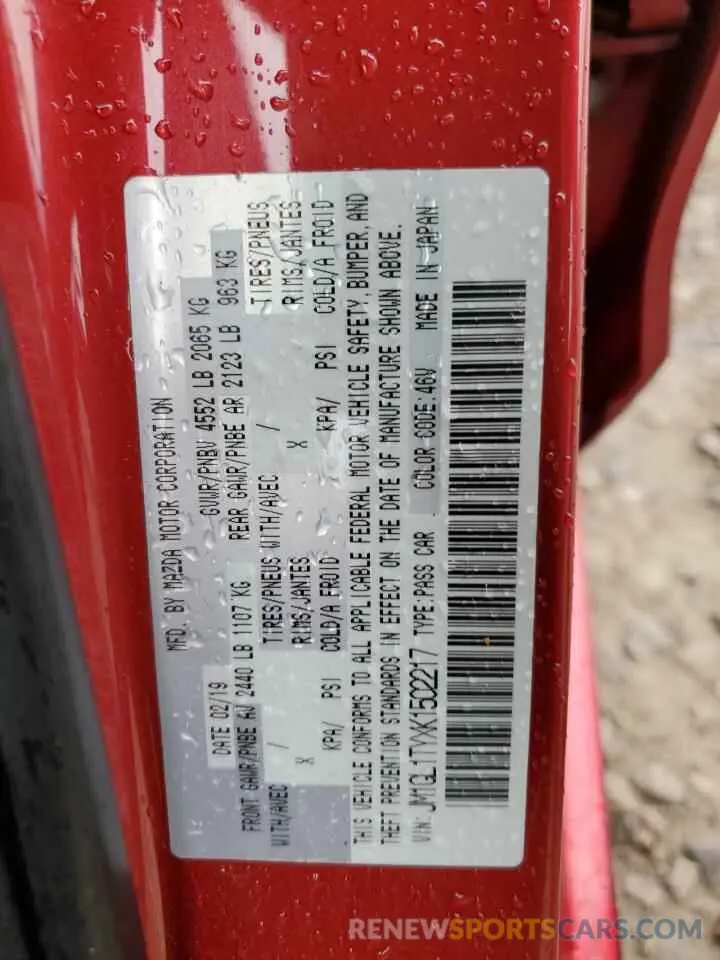 MFD. BY MAZDA MOTOR CORPORATION
DATE 02/19 GVWR/PNBV 4552 LB 2065 KG
FRONT GAWR/PNBE AV 2440 LB 1107 KG REAR GAWR/PNBE AR 2123 LB 963 KG
WITH/AVEC / TIRES/PNEUS WITH/AVEC / TIRES/PNEUS
X RIMS/JANTES X RIMS/JANTES
KPA/ PSI COLD/A FROID KPA/ PSI COLD/A FROID
THIS VEHICLE CONFORMS TO ALL APPLICABLE FEDERAL MOTOR VEHICLE SAFETY, BUMPER, AND
THEFT PREVENTION STANDARDS IN EFFECT ON THE DATE OF MANUFACTURE SHOWN ABOVE.
VIN: JM1GL1TYXK1502217 TYPE:PASS CAR COLOR CODE:46V MADE IN JAPAN
RENEWSPORTSCARS.COM